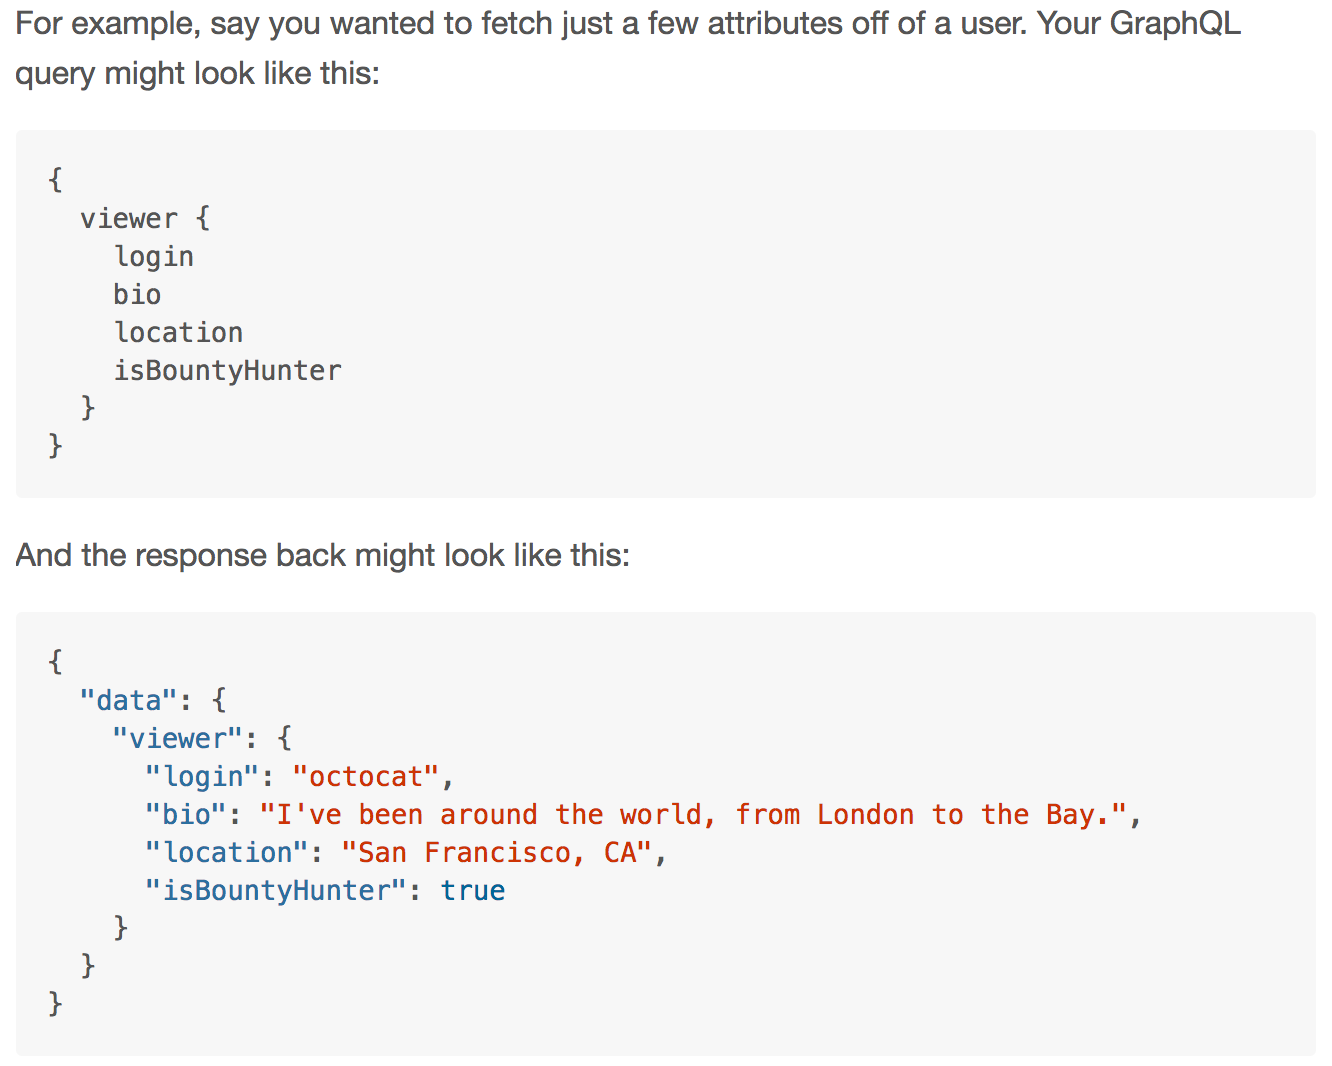 For example, say you wanted to fetch just a few attributes off of a user. Your GraphQL
query might look like this:
{
  viewer {
    login
    bio
    location
    isBountyHunter
  }
}
And the response back might look like this:
{
  "data": {
    "viewer": {
      "login": "octocat",
      "bio": "I've been around the world, from London to the Bay.",
      "location": "San Francisco, CA",
      "isBountyHunter": true
    }
  }
}